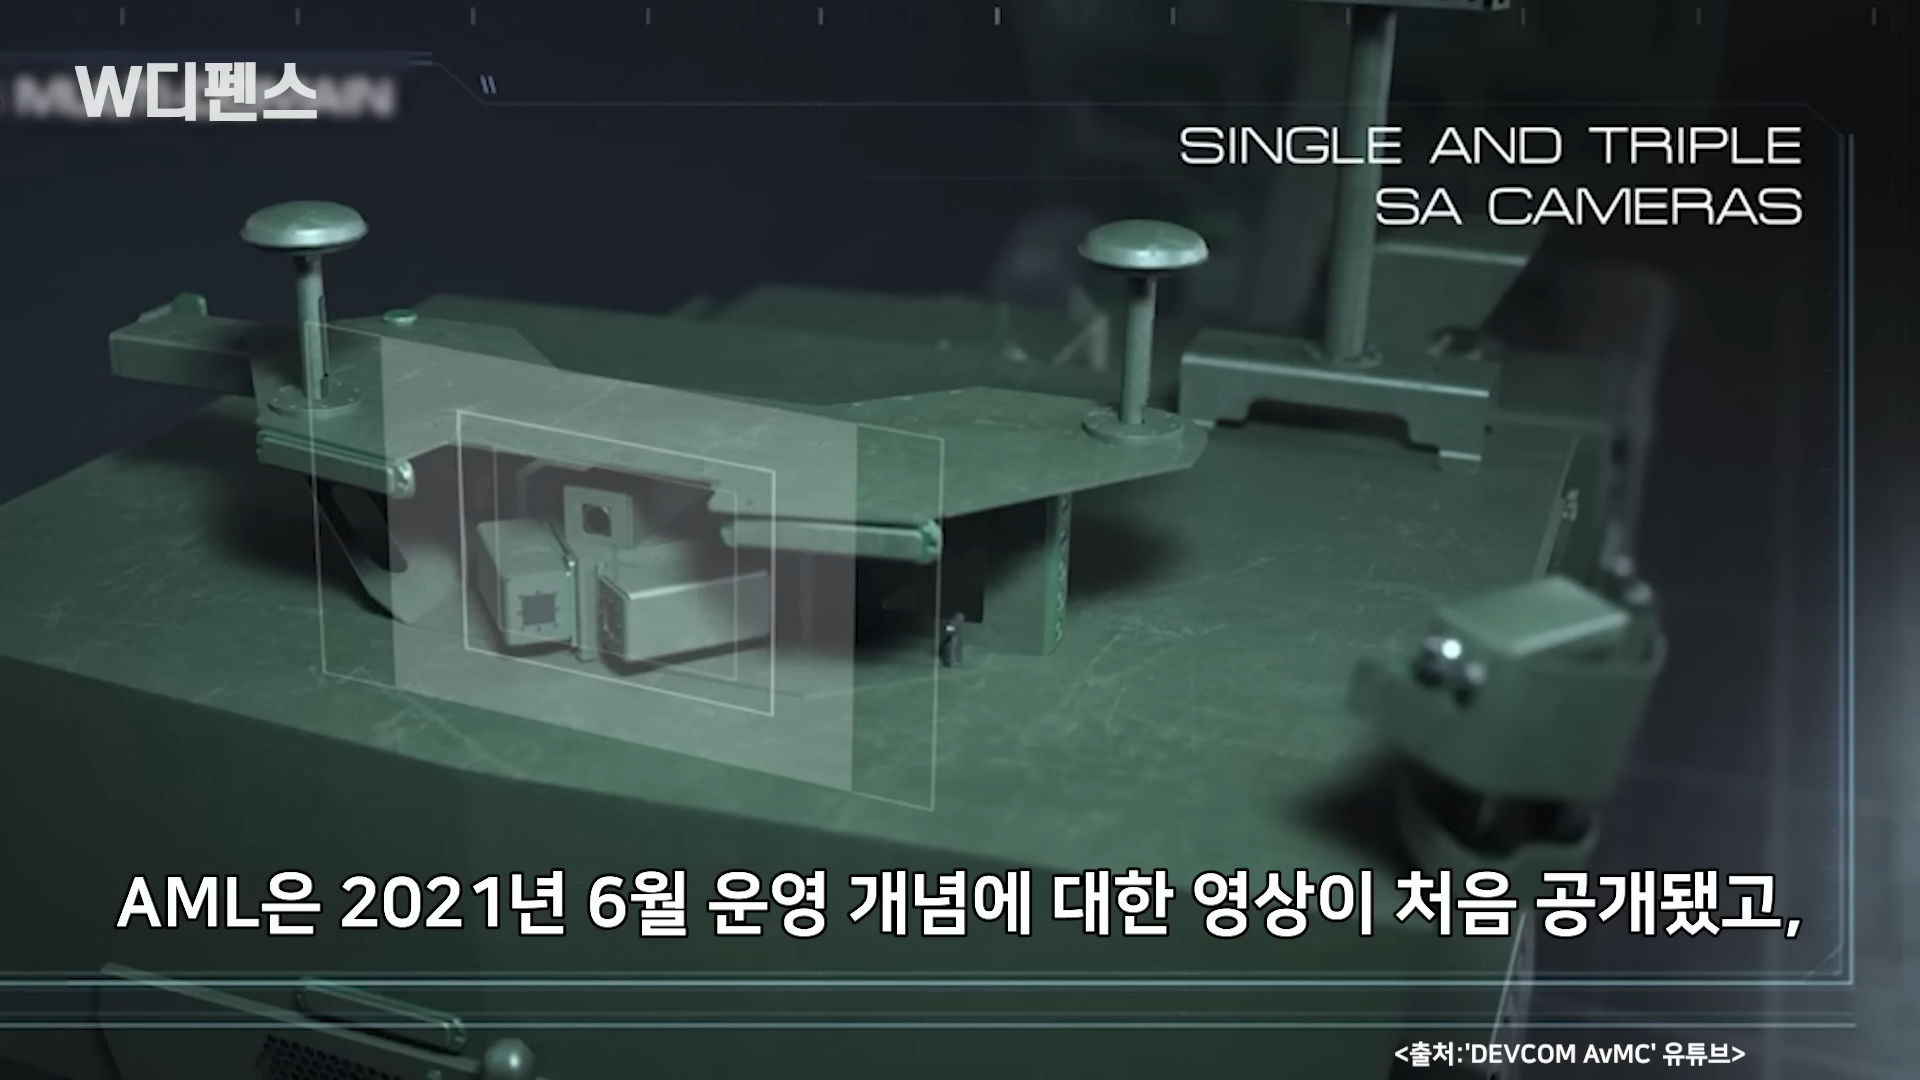 W디펜스
SINGLE AND TRIPLE
SA CAMERAS
AML은 2021년 6월 운영 개념에 대한 영상이 처음 공개됐고,
<출처:'DEVCOM AvMC' 유튜브>